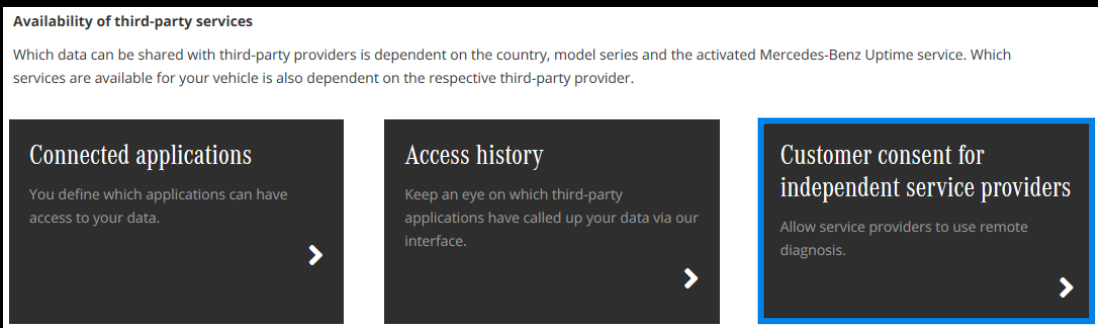 Availability of third-party services
Which data can be shared with third-party providers is dependent on the country, model series and the activated Mercedes-Benz Uptime service. Which
services are available for your vehicle is also dependent on the respective third-party provider.
Connected applications
You define which applications can have
access to your data.
Access history
Keep an eye on which third-party
applications have called up your data via our
interface.
Customer consent for
independent service providers
Allow service providers to use remote
diagnosis.